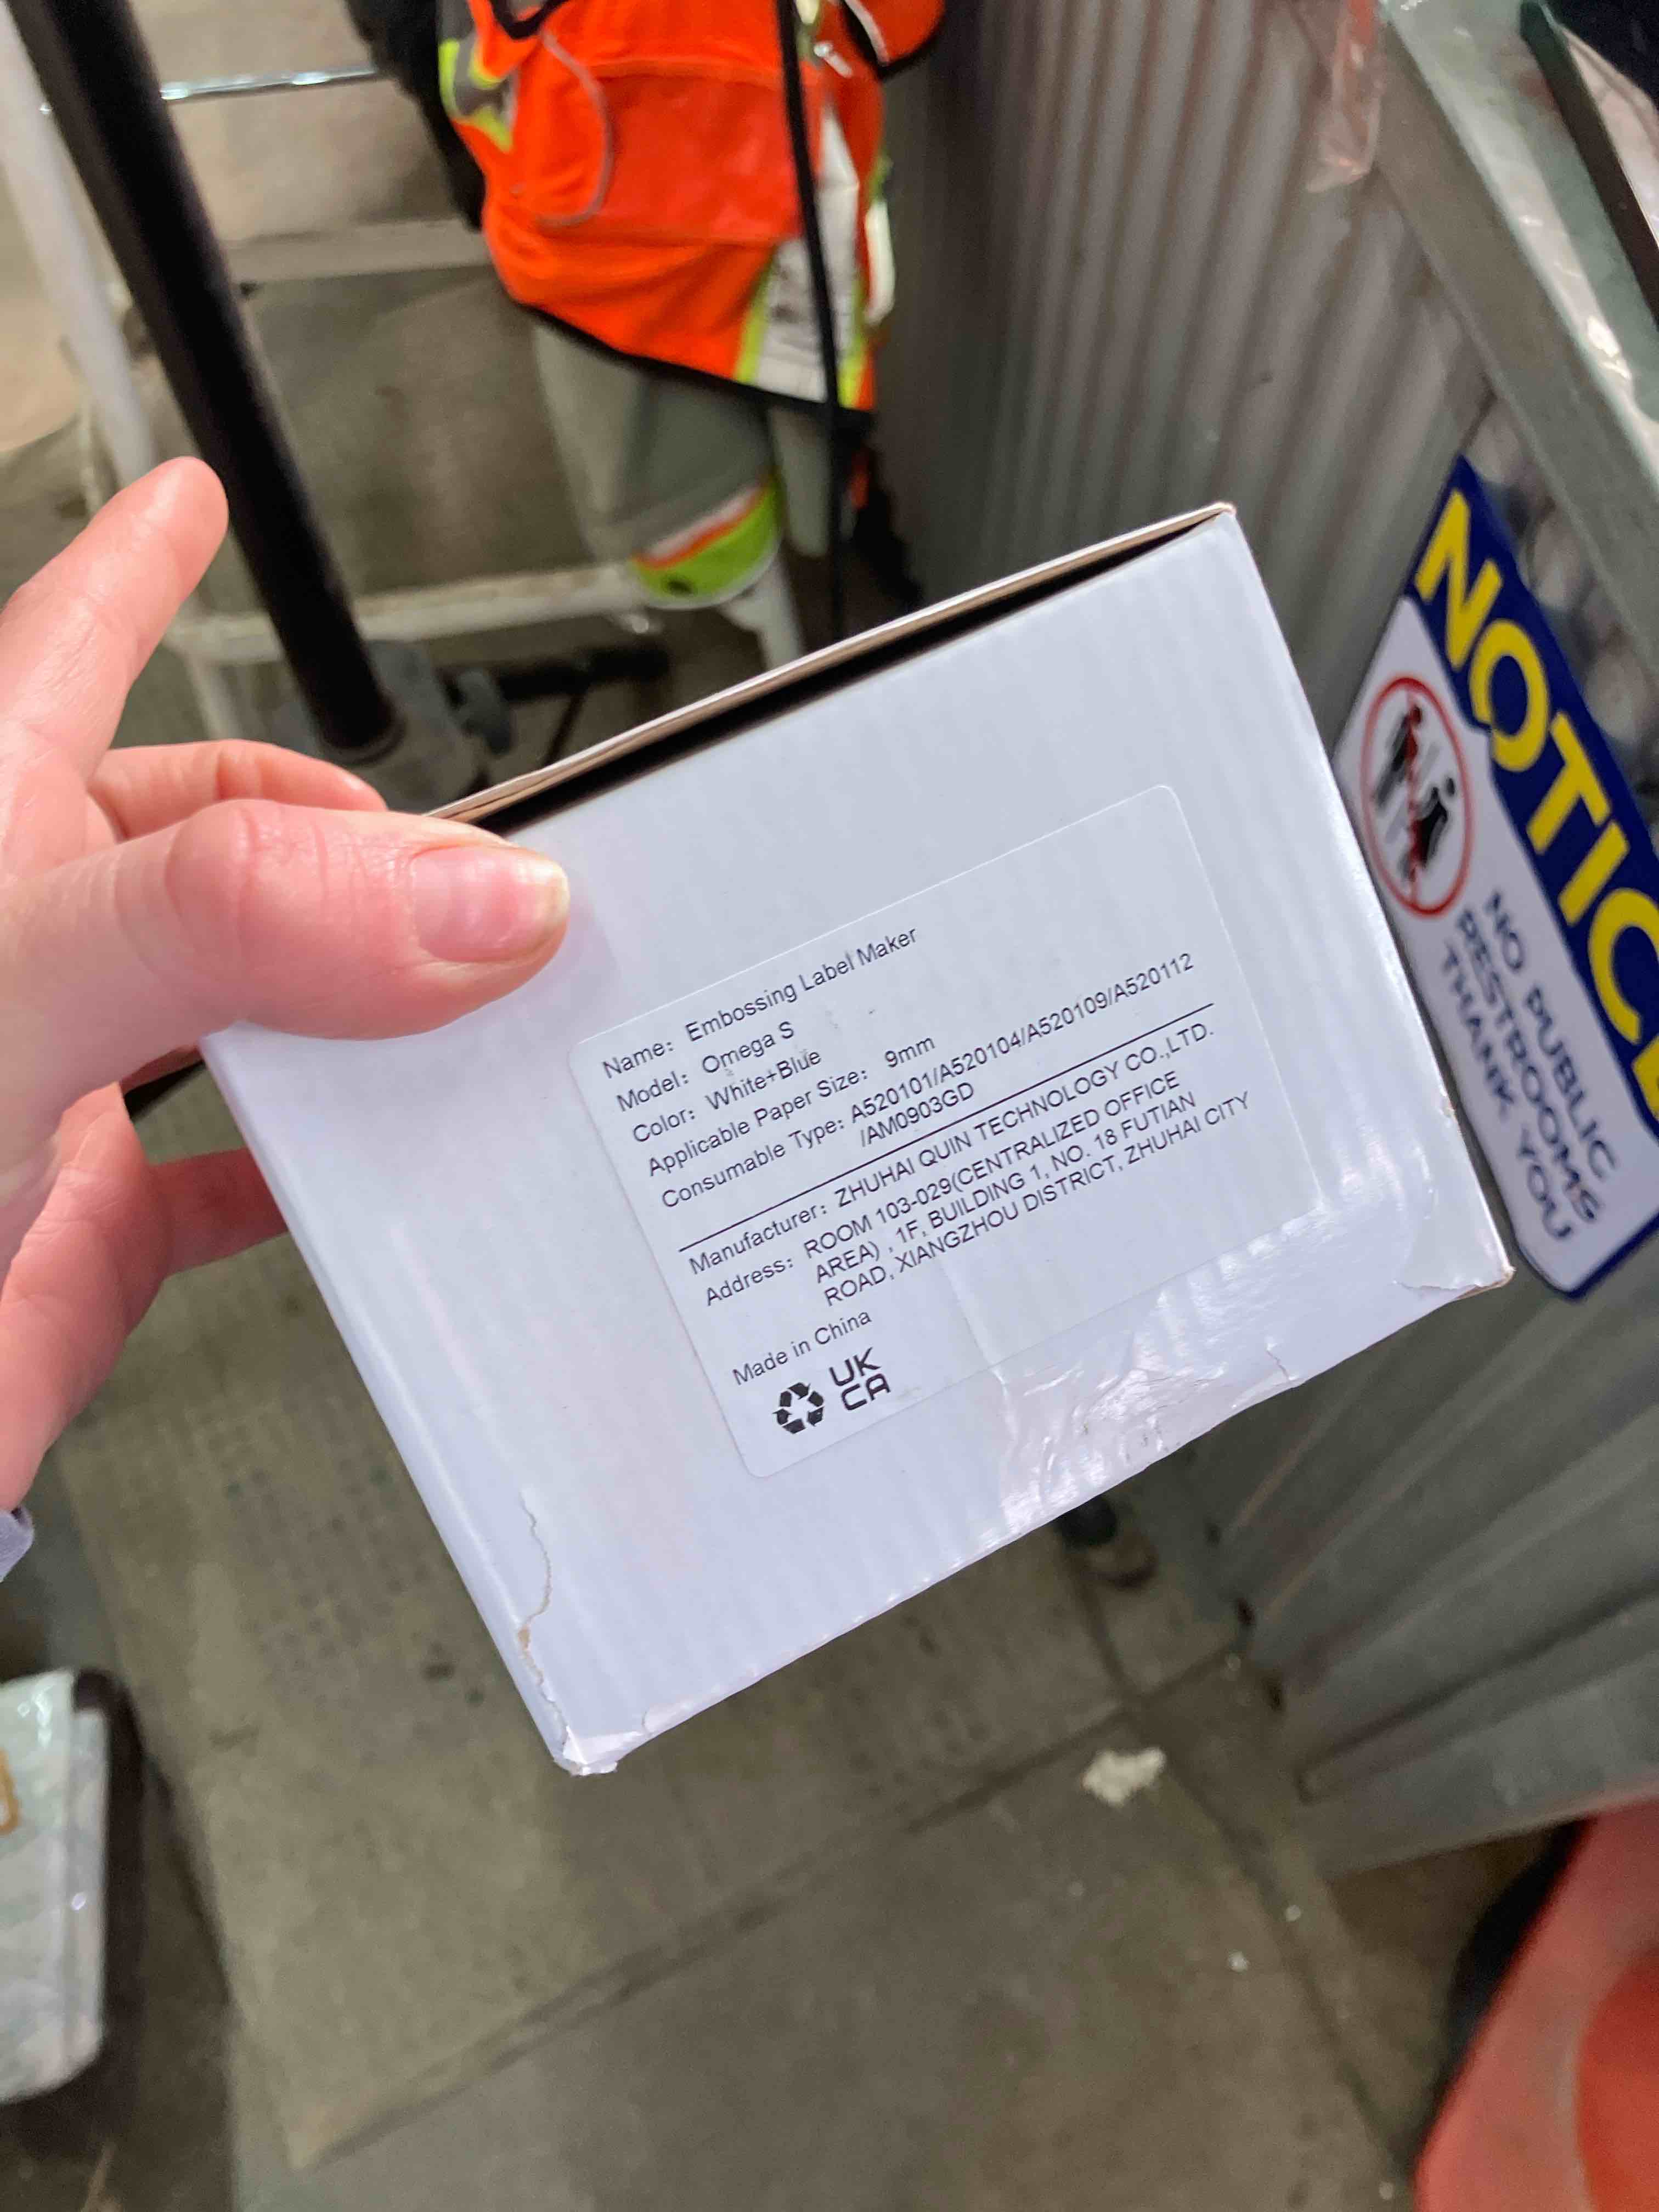 Name: Embossing Label Maker
Model: Omega S
Color: White+Blue
Applicable Paper Size: 9mm
Consumable Type: A520101/A520104/A520109/A520112
/AM0903GD
Manufacturer: ZHUHAI QUIN TECHNOLOGY CO.,LTD.
Address: ROOM 103-029(CENTRALIZED OFFICE
AREA) , 1F, BUILDING 1, NO. 18 FUTIAN
ROAD, XIANGZHOU DISTRICT, ZHUHAI CITY
Made in China
UK
CA
NOTICE
NO PUBLIC
RESTROOMS
THANK YOU